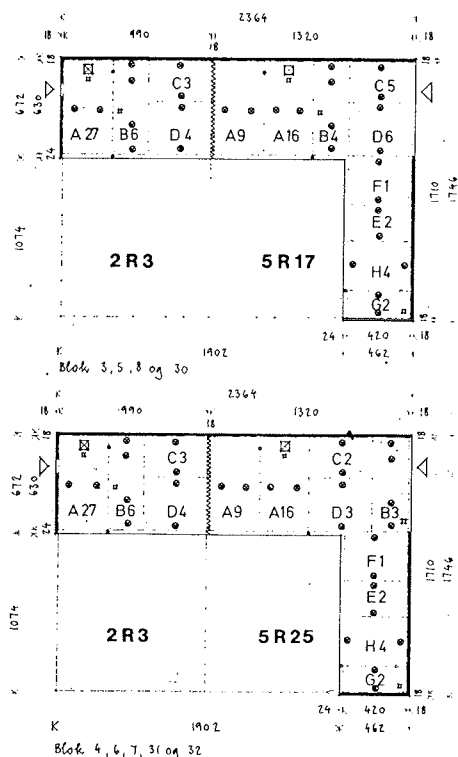 2364
18 990 18 1320 18
C3 C5
672 630
A27 B6 D4 A9 A16 B4 D6
24
F1
E2
1710 1746
1074
2R3 5R17
H4
G2
18
K 24 420 18
1902 462
Blok 3, 5, 8 og 30
2364
18 990 18 1320 18
18
C3 C2
672 630
A27 B6 D4 A9 A16 D3 B3
24
F1
E2
1710 1746
1074
2R3 5R25
H4
G2
18
K 24 420 18
1902 462
Blok 4, 6, 7, 31 og 32